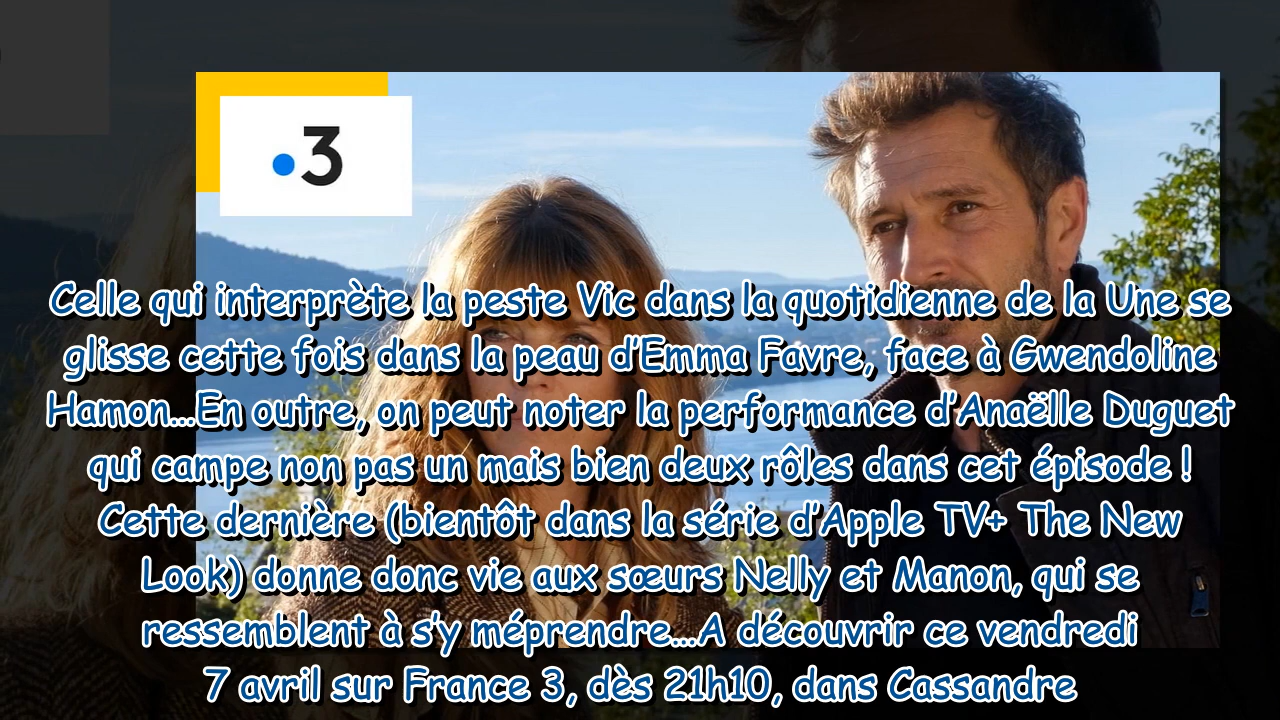 3
Celle qui interprète la peste Vic dans la quotidienne de la Une se
glisse cette fois dans la peau d'Emma Favre, face à Gwendoline
Hamon...En outre, on peut noter la performance d'Anaëlle Duguet
qui campe non pas un mais bien deux rôles dans cet épisode !
Cette dernière (bientôt dans la série d'Apple TV+ The New
Look) donne donc vie aux sœurs Nelly et Manon, qui se
ressemblent à s'y méprendre...A découvrir ce vendredi
7 avril sur France 3, dès 21h10, dans Cassandre